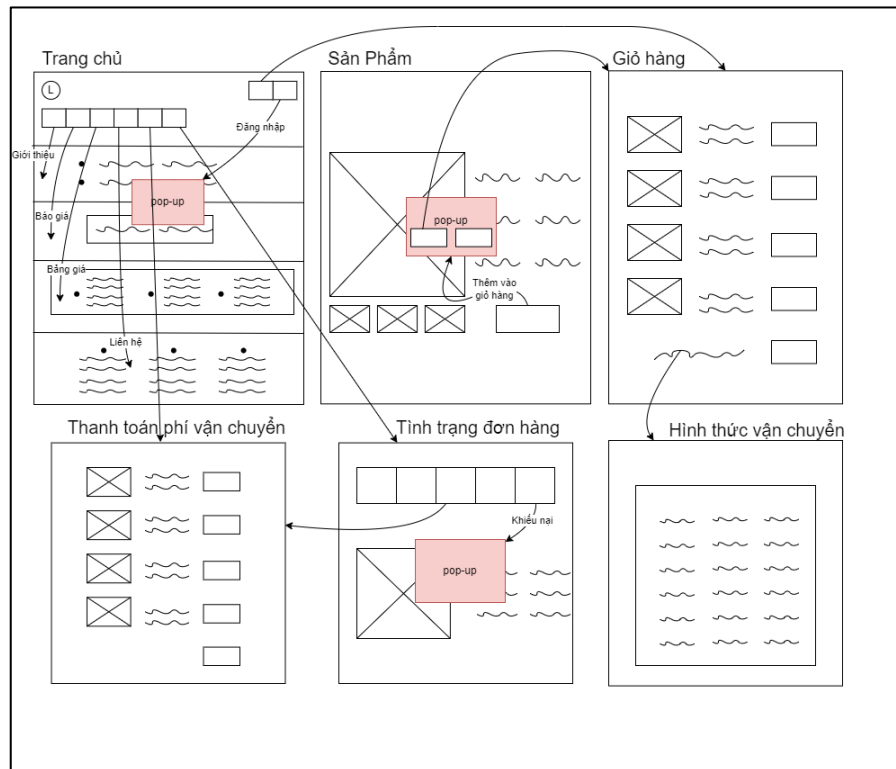 Trang chủ
Sản Phẩm
Giỏ hàng
L
Đăng nhập
Giới thiệu
pop-up
Báo giá
pop-up
Bảng giá
Thêm vào
giỏ hàng
Liên hệ
Thanh toán phí vận chuyển
Tình trạng đơn hàng
Hình thức vận chuyển
Khiếu nại
pop-up